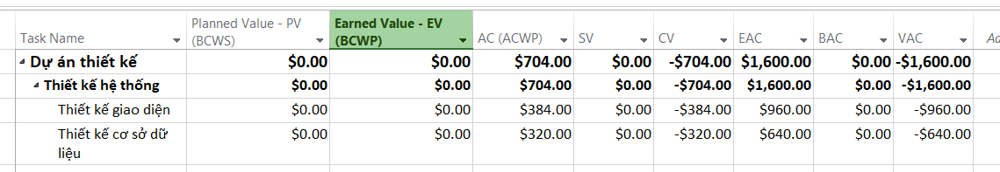 Task Name Planned Value - PV (BCWS) Earned Value - EV (BCWP) AC (ACWP) SV CV EAC BAC VAC Ad
Dự án thiết kế $0.00 $0.00 $704.00 $0.00 -$704.00 $1,600.00 $0.00 -$1,600.00
Thiết kế hệ thống $0.00 $0.00 $704.00 $0.00 -$704.00 $1,600.00 $0.00 -$1,600.00
Thiết kế giao diện $0.00 $0.00 $384.00 $0.00 -$384.00 $960.00 $0.00 -$960.00
Thiết kế cơ sở dữ $0.00 $0.00 $320.00 $0.00 -$320.00 $640.00 $0.00 -$640.00
liệu